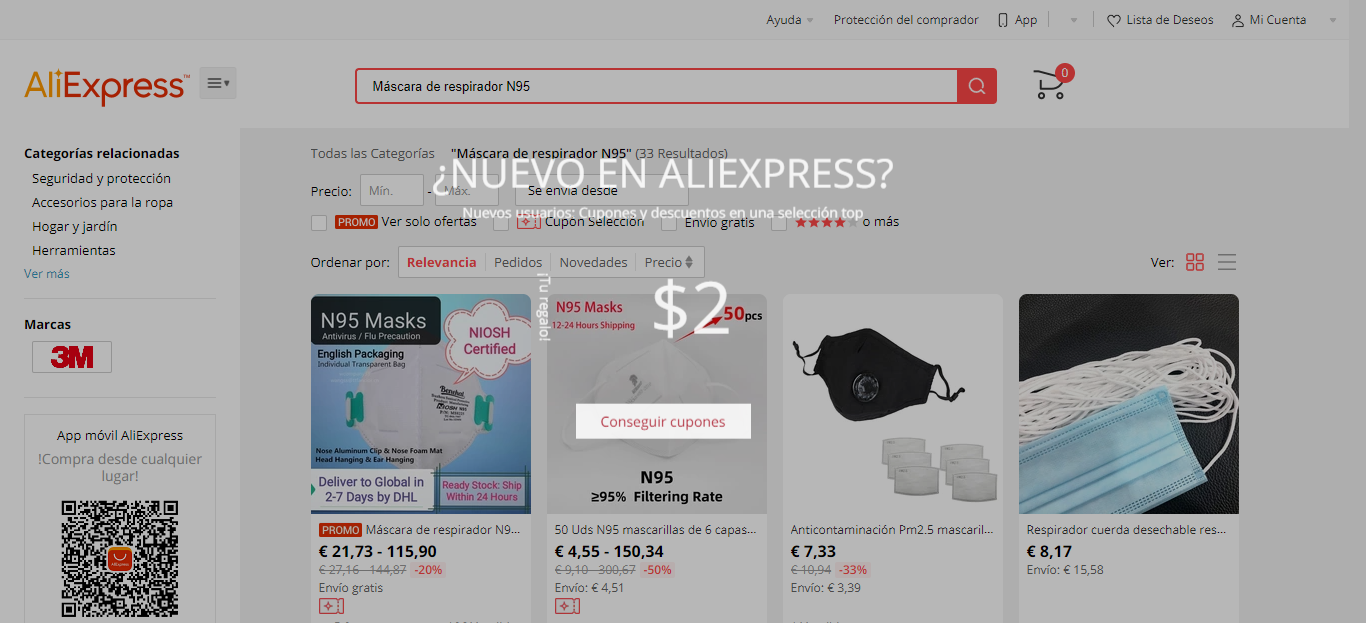 Ayuda Protección del comprador App Lista de Deseos Mi Cuenta
AliExpress™
Máscara de respirador N95
0
Categorías relacionadas
Seguridad y protección
Accesorios para la ropa
Hogar y jardín
Herramientas
Ver más
Marcas
3M
App móvil AliExpress
!Compra desde cualquier
lugar!
AliExpress
Todas las Categorías "Máscara de respirador N95" (33 Resultados)
¿NUEVO EN ALIEXPRESS?
Precio: Mín. - Máx. Se envía desde
Nuevos usuarios: Cupones y descuentos en una selección top
PROMO Ver solo ofertas Cupón Selección Envío gratis o más
Ordenar por: Relevancia Pedidos Novedades Precio Ver:
¡Tu regalo!
$2
Conseguir cupones
N95 Masks
Antivirus / Flu Precaution
NIOSH
Certified
English Packaging
Individual Transparent Bag
Benehal
NIOSH N95
Nose Aluminum Clip & Nose Foam Mat
Head Hanging & Ear Hanging
Deliver to Global in
2-7 Days by DHL
Ready Stock: Ship
Within 24 Hours
PROMO Máscara de respirador N9...
€ 21,73 - 115,90
€ 27,16 - 144,87 -20%
Envío gratis
N95 Masks
12-24 Hours Shipping
50pcs
N95
≥95% Filtering Rate
50 Uds N95 mascarillas de 6 capas...
€ 4,55 - 150,34
€ 9,10 - 300,67 -50%
Envío: € 4,51
Anticontaminación Pm2.5 mascaril...
€ 7,33
€ 10,94 -33%
Envío: € 3,39
Respirador cuerda desechable res...
€ 8,17
Envío: € 15,58